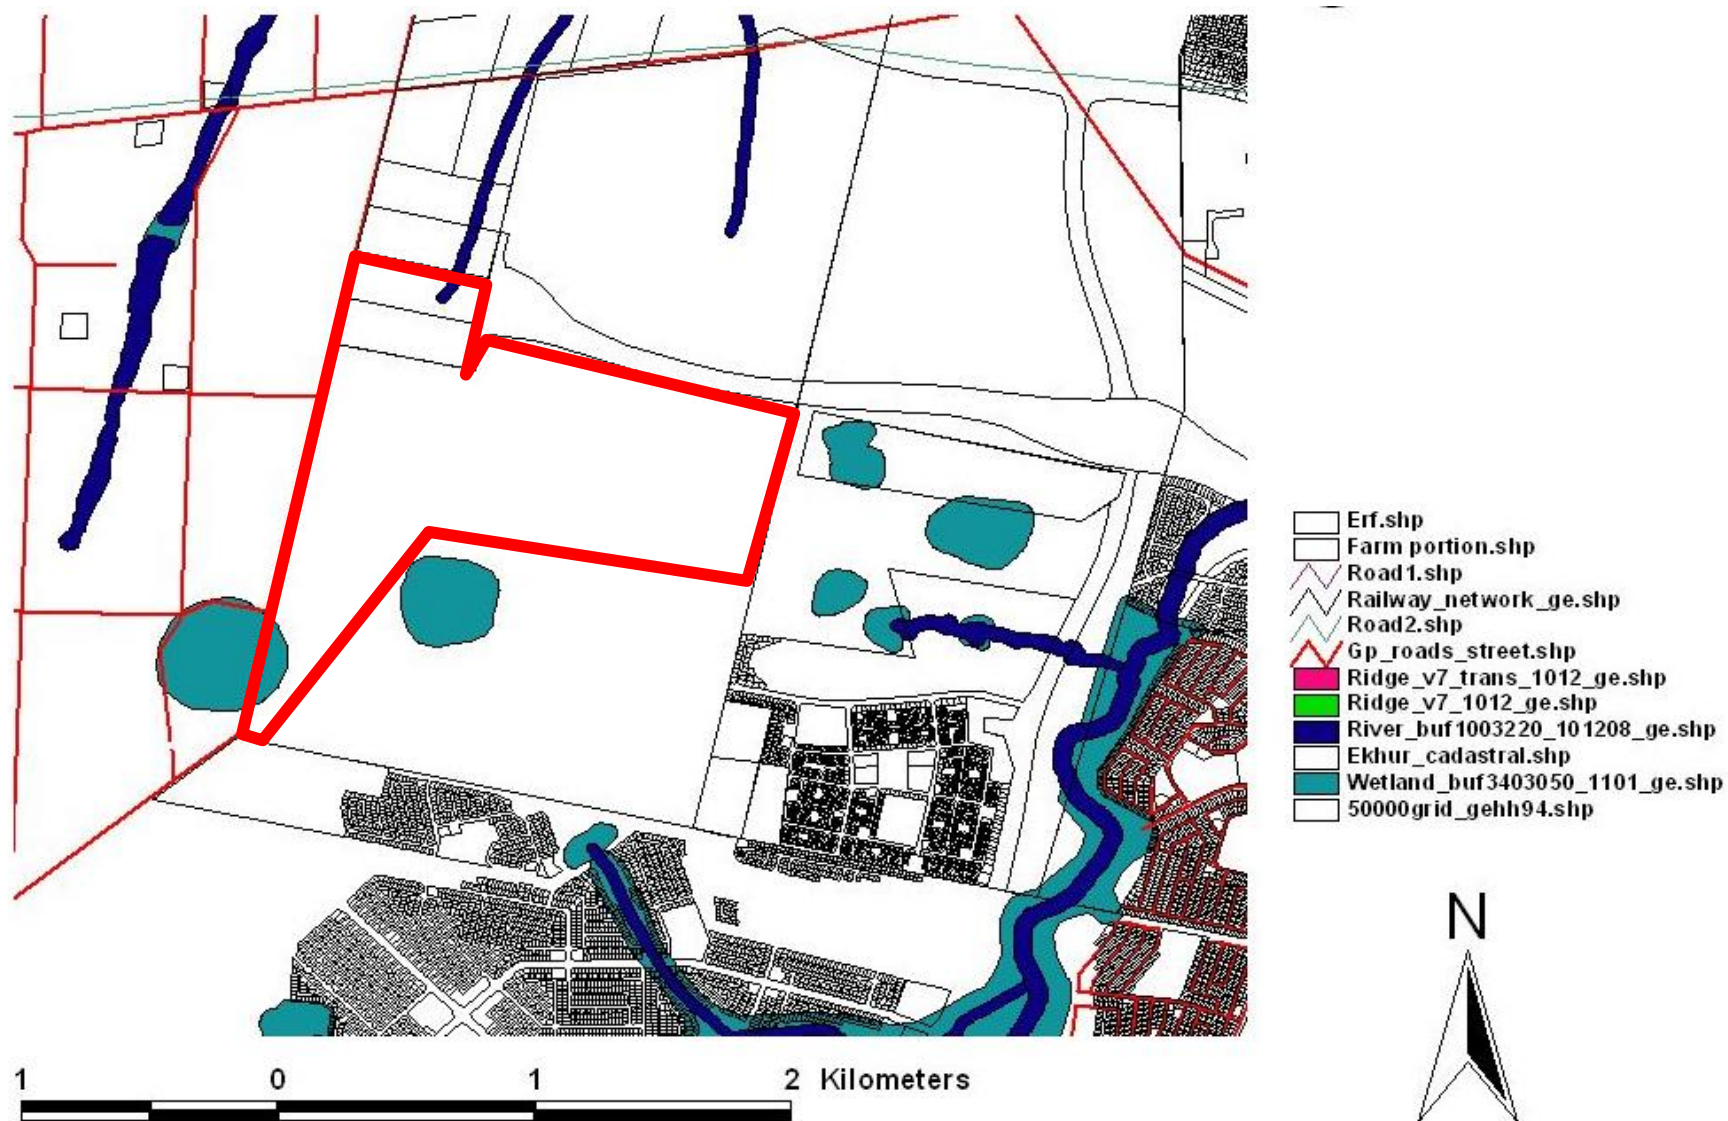 Erf.shp
Farm portion.shp
Road1.shp
Railway_network_ge.shp
Road2.shp
Gp_roads_street.shp
Ridge_v7_trans_1012_ge.shp
Ridge_v7_1012_ge.shp
River_buf1003220_101208_ge.shp
Ekhur_cadastral.shp
Wetland_buf3403050_1101_ge.shp
50000grid_gehh94.shp
N
1 0 1 2 Kilometers